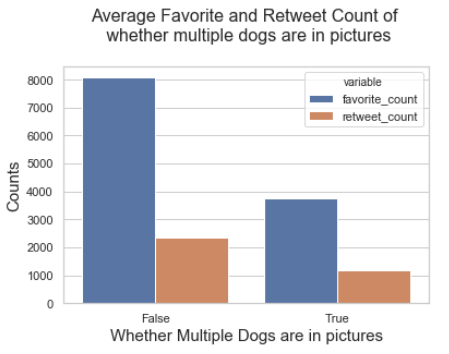 Average Favorite and Retweet Count of
whether multiple dogs are in pictures
variable
favorite_count
retweet_count
Counts
8000
7000
6000
5000
4000
3000
2000
1000
0
False
True
Whether Multiple Dogs are in pictures